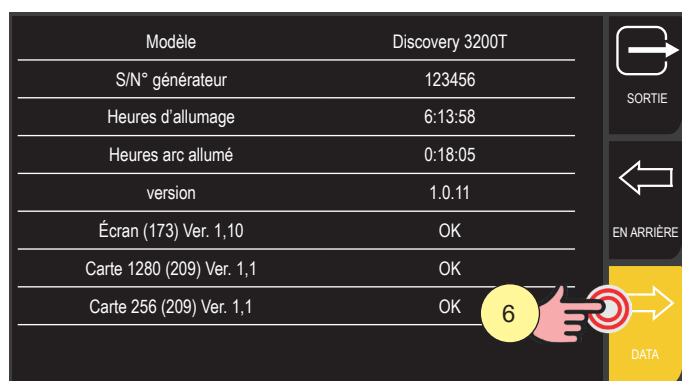 Modèle Discovery 3200T
S/N° générateur 123456
Heures d’allumage 6:13:58
Heures arc allumé 0:18:05
version 1.0.11
Écran (173) Ver. 1,10 OK
Carte 1280 (209) Ver. 1,1 OK
Carte 256 (209) Ver. 1,1 OK
6
SORTIE
EN ARRIÈRE
DATA